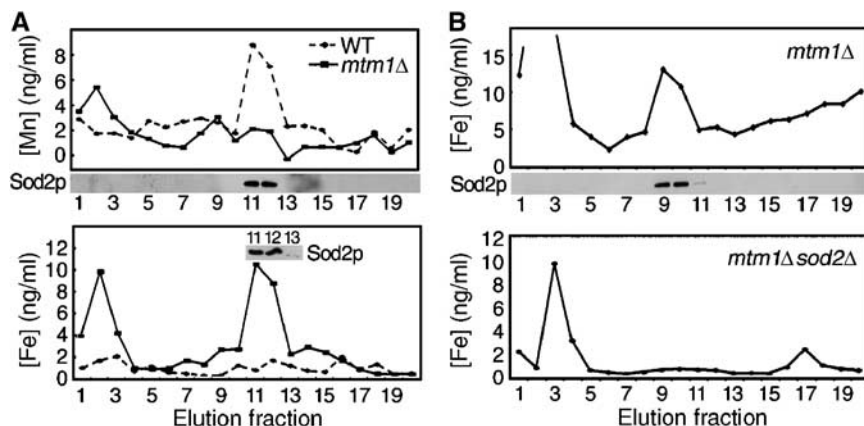 A
[Mn] (ng/ml)
8
6
4
2
0
WT
mtm1Δ
Sod2p
1 3 5 7 9 11 13 15 17 19
[Fe] (ng/ml)
12
10
8
6
4
2
0
11 12 13
Sod2p
1 3 5 7 9 11 13 15 17 19
Elution fraction
B
[Fe] (ng/ml)
15
10
5
0
mtm1Δ
Sod2p
1 3 5 7 9 11 13 15 17 19
[Fe] (ng/ml)
12
10
8
6
4
2
0
mtm1Δ sod2Δ
1 3 5 7 9 11 13 15 17 19
Elution fraction